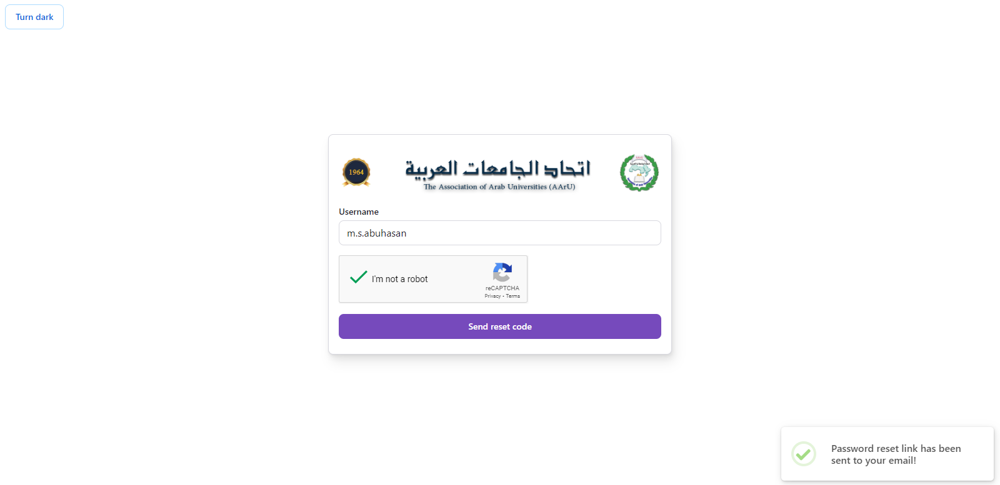 Turn dark
1964
اتحاد الجامعات العربية
The Association of Arab Universities (AArU)
AARU
Username
m.s.abuhasan
I'm not a robot
reCAPTCHA
Privacy - Terms
Send reset code
Password reset link has been
sent to your email!